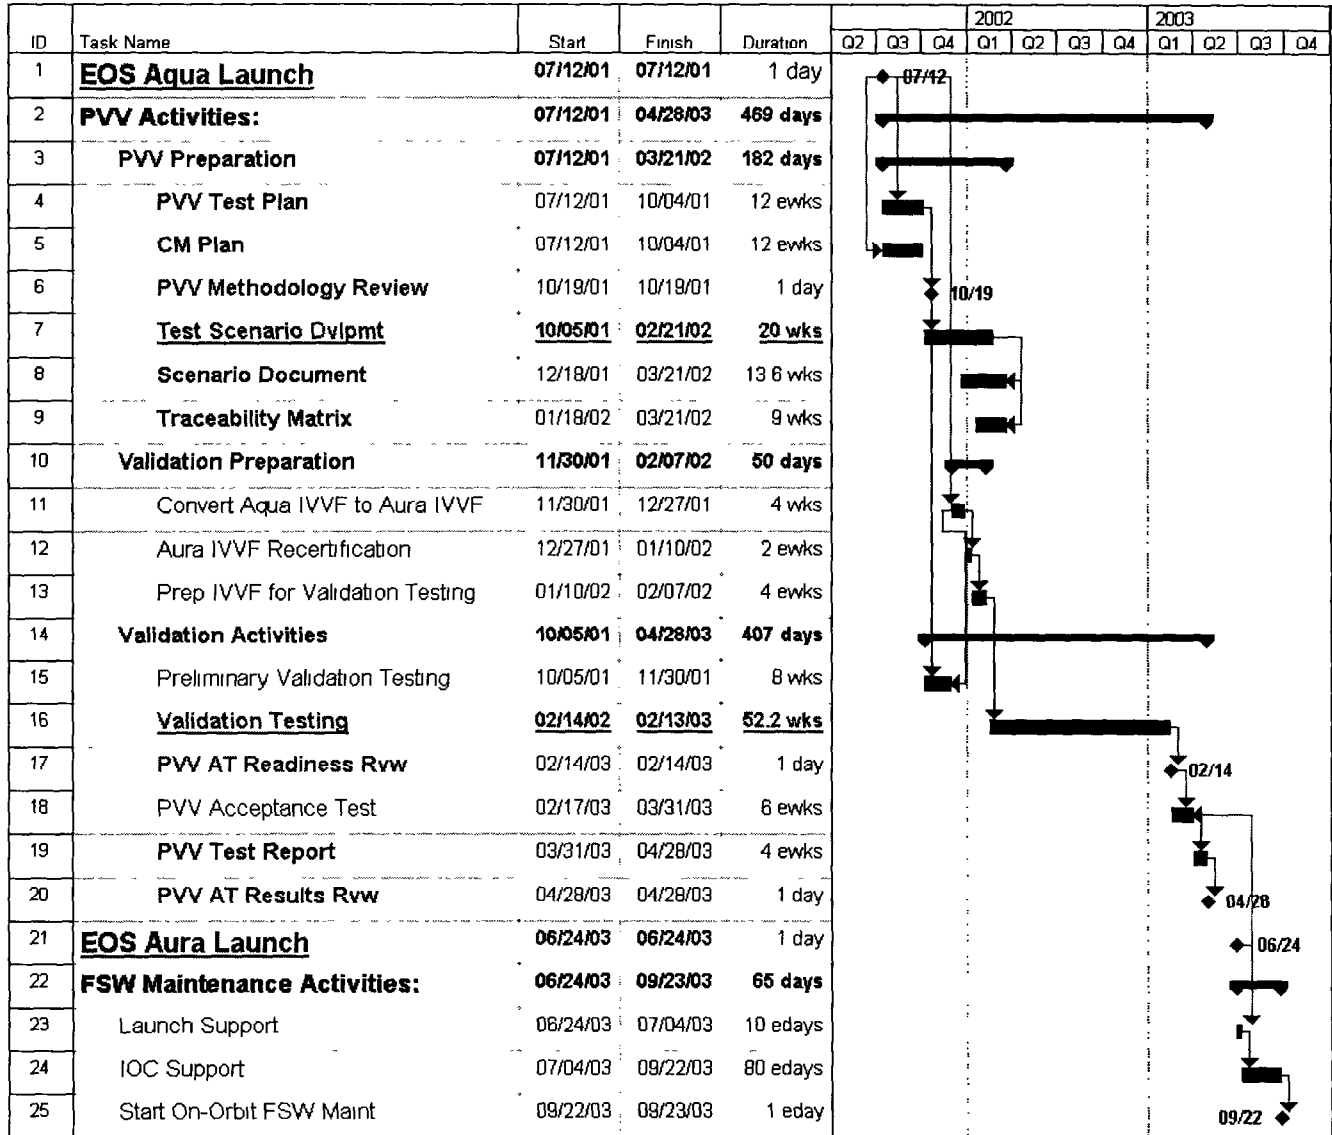 2002 2003
ID Task Name Start Finish Duration Q2 Q3 Q4 Q1 Q2 Q3 Q4 Q1 Q2 Q3 Q4
1 EOS Aqua Launch 07/12/01 07/12/01 1 day 07/12
2 PVV Activities: 07/12/01 04/28/03 469 days
3 PVV Preparation 07/12/01 03/21/02 182 days
4 PVV Test Plan 07/12/01 10/04/01 12 ewks
5 CM Plan 07/12/01 10/04/01 12 ewks
6 PVV Methodology Review 10/19/01 10/19/01 1 day 10/19
7 Test Scenario Dvlpmt 10/05/01 02/21/02 20 wks
8 Scenario Document 12/18/01 03/21/02 13 6 wks
9 Traceability Matrix 01/18/02 03/21/02 9 wks
10 Validation Preparation 11/30/01 02/07/02 50 days
11 Convert Aqua IVVF to Aura IVVF 11/30/01 12/27/01 4 wks
12 Aura IVVF Recertification 12/27/01 01/10/02 2 ewks
13 Prep IVVF for Validation Testing 01/10/02 02/07/02 4 ewks
14 Validation Activities 10/05/01 04/28/03 407 days
15 Preliminary Validation Testing 10/05/01 11/30/01 8 wks
16 Validation Testing 02/14/02 02/13/03 52.2 wks
17 PVV AT Readiness Rvw 02/14/03 02/14/03 1 day 02/14
18 PVV Acceptance Test 02/17/03 03/31/03 6 ewks
19 PVV Test Report 03/31/03 04/28/03 4 ewks
20 PVV AT Results Rvw 04/28/03 04/28/03 1 day 04/28
21 EOS Aura Launch 06/24/03 06/24/03 1 day 06/24
22 FSW Maintenance Activities: 06/24/03 09/23/03 65 days
23 Launch Support 06/24/03 07/04/03 10 edays
24 IOC Support 07/04/03 09/22/03 80 edays
25 Start On-Orbit FSW Maint 09/22/03 09/23/03 1 eday 09/22